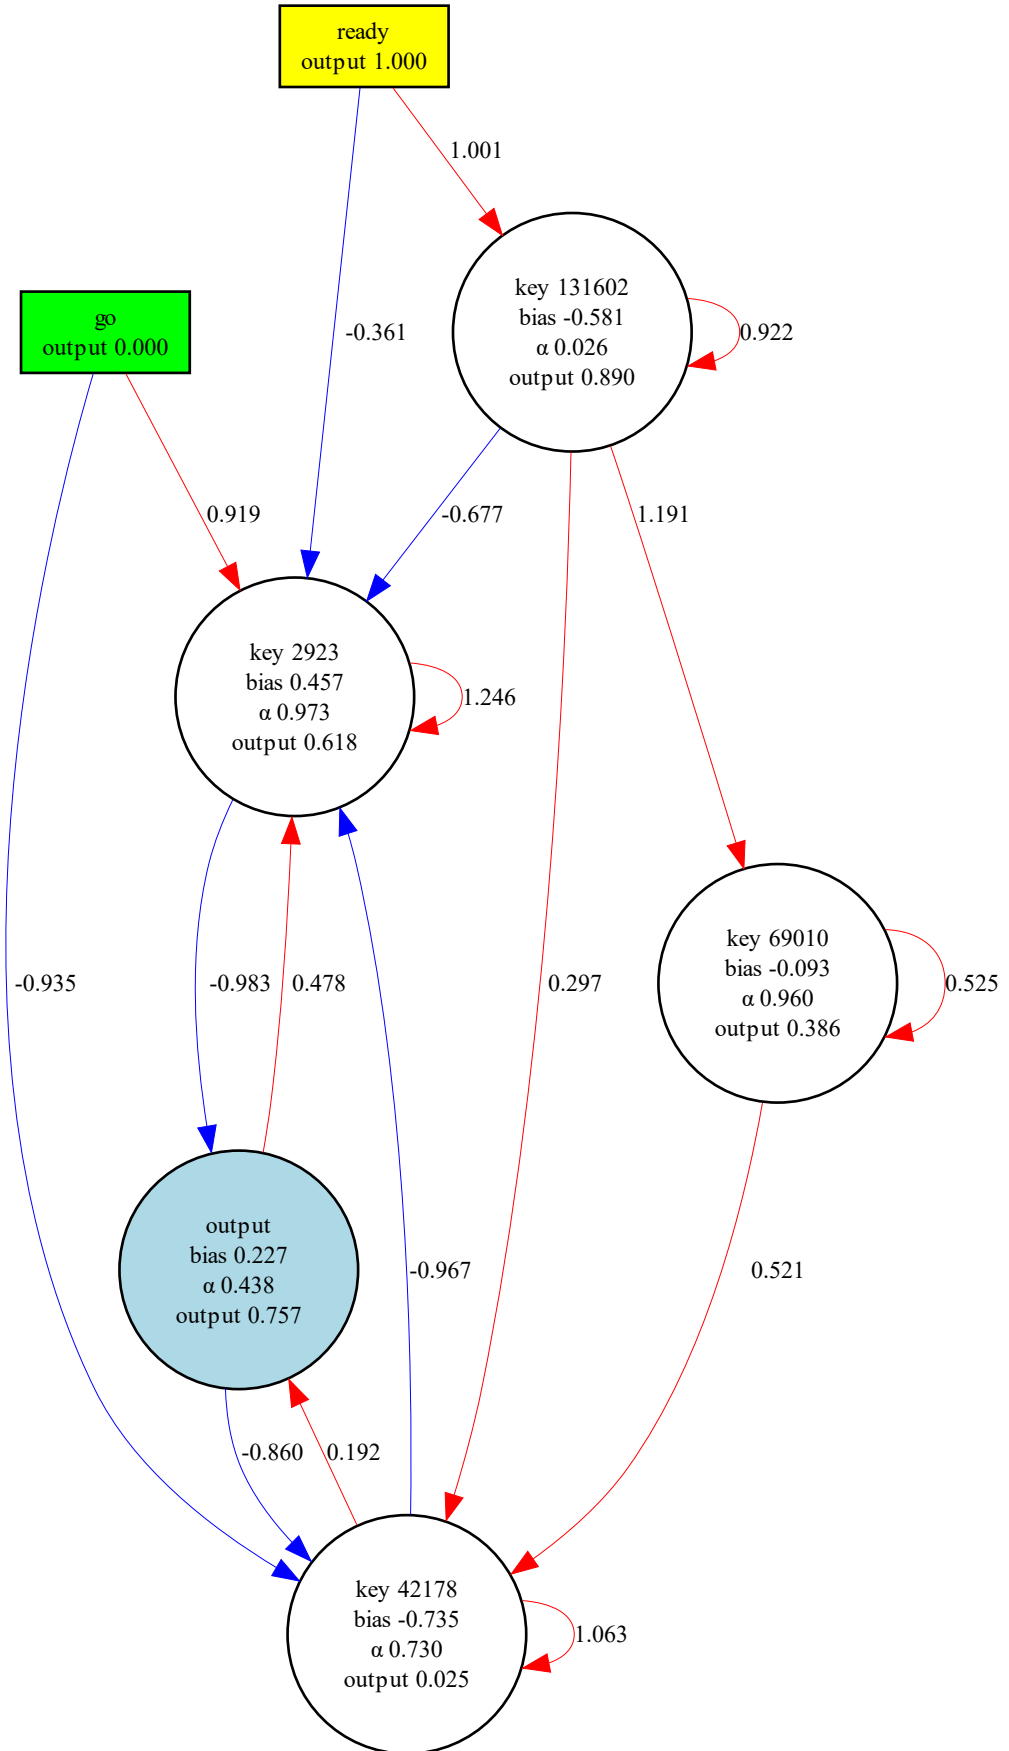 ready
output 1.000
1.001
key 131602
bias -0.581
α 0.026
output 0.890
0.922
go
output 0.000
-0.361
0.919
-0.677
1.191
key 2923
bias 0.457
α 0.973
output 0.618
1.246
key 69010
bias -0.093
α 0.960
output 0.386
0.525
-0.935
-0.983
0.478
0.297
output
bias 0.227
α 0.438
output 0.757
-0.967
0.521
-0.860
0.192
key 42178
bias -0.735
α 0.730
output 0.025
1.063